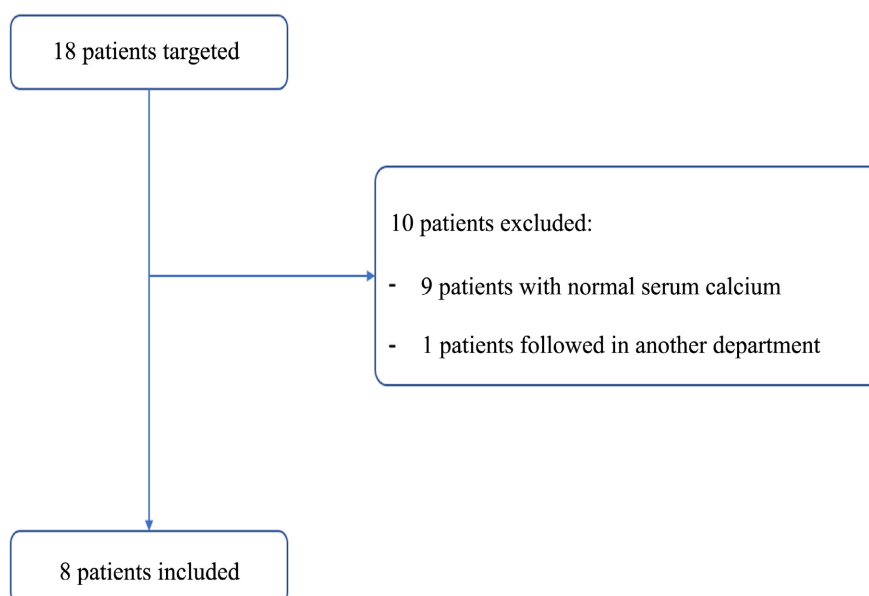 18 patients targeted
10 patients excluded:
- 9 patients with normal serum calcium
- 1 patients followed in another department
8 patients included